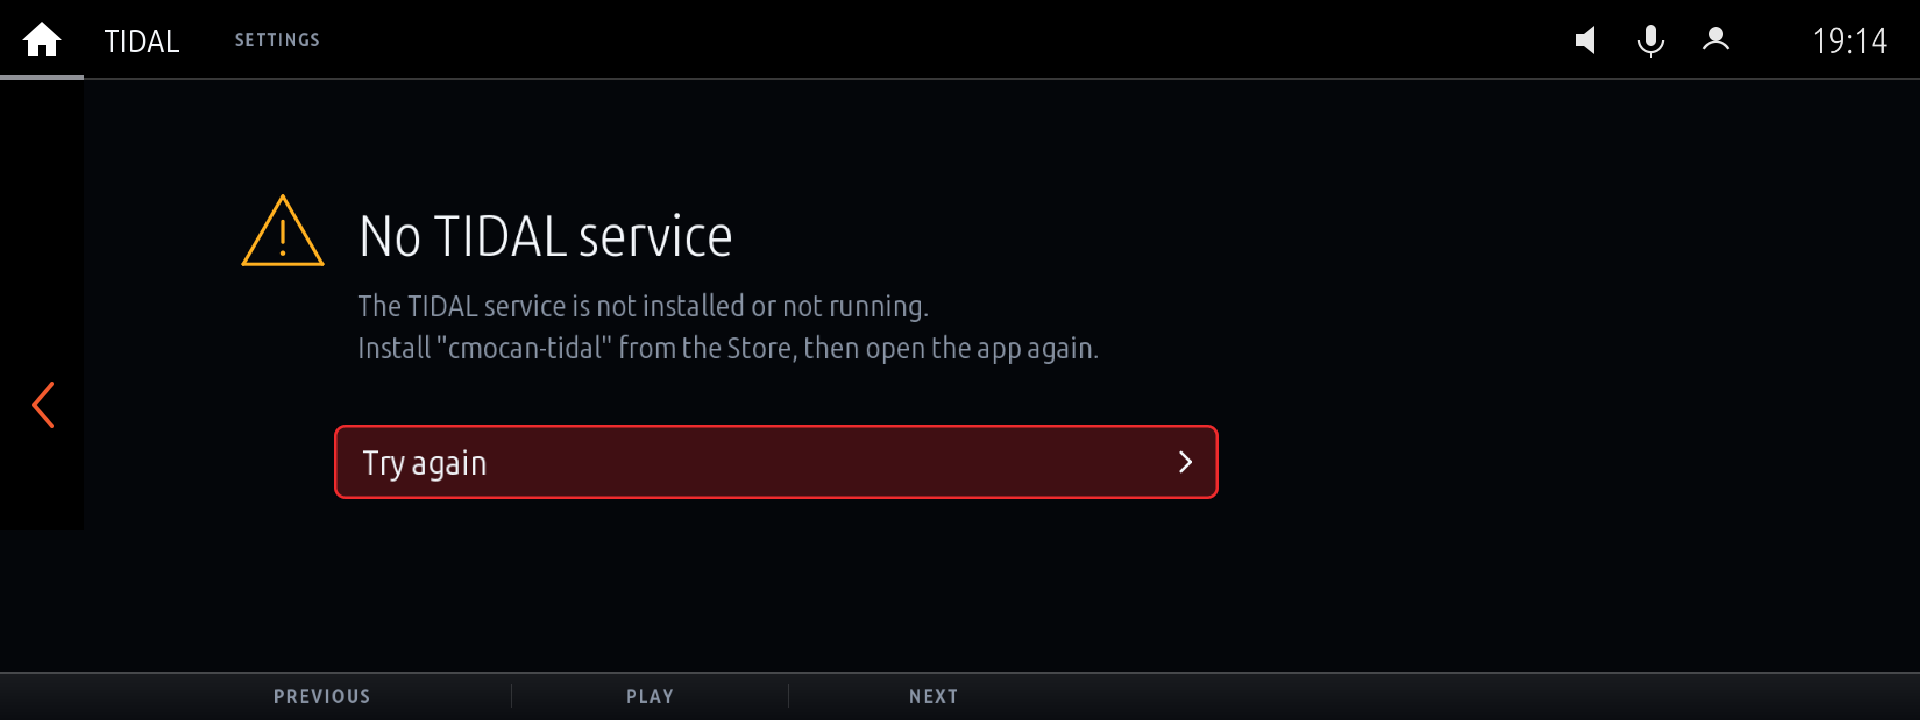 TIDAL
SETTINGS
19:14
No TIDAL service
The TIDAL service is not installed or not running.
Install "cmocan-tidal" from the Store, then open the app again.
Try again
PREVIOUS
PLAY
NEXT